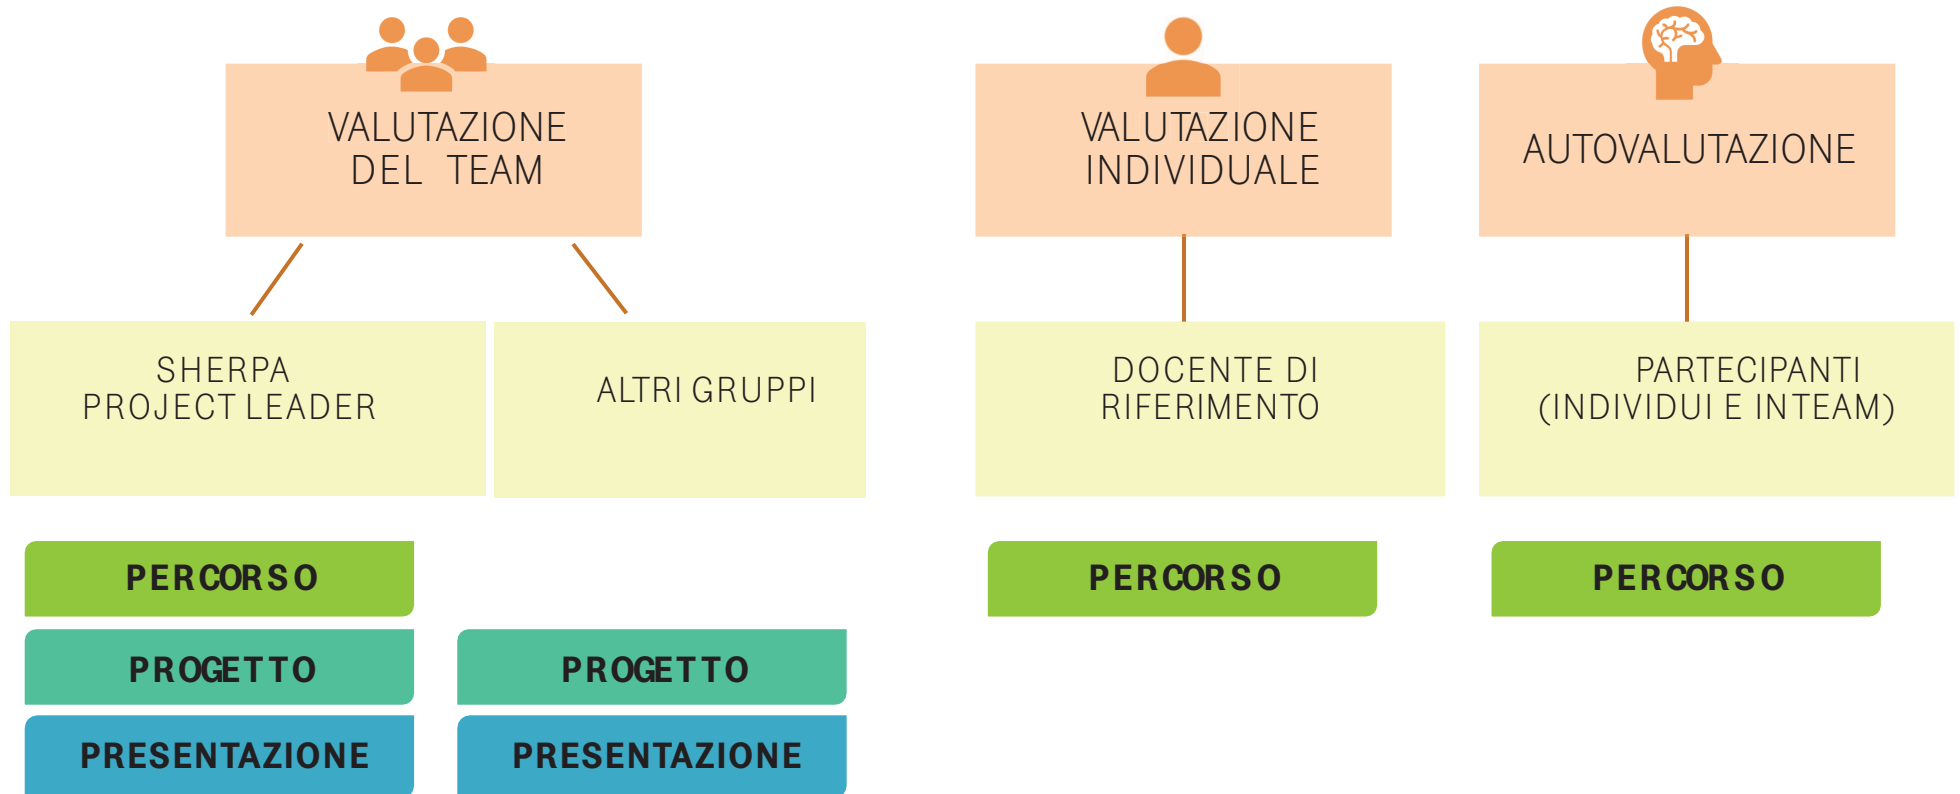 VALUTAZIONE
DEL TEAM
VALUTAZIONE
INDIVIDUALE
AUTOVALUTAZIONE
SHERPA
PROJECT LEADER
ALTRI GRUPPI
DOCENTE DI
RIFERIMENTO
PARTECIPANTI
(INDIVIDUI E INTEAM)
PERCORSO
PROGETTO
PRESENTAZIONE
PROGETTO
PRESENTAZIONE
PERCORSO
PERCORSO